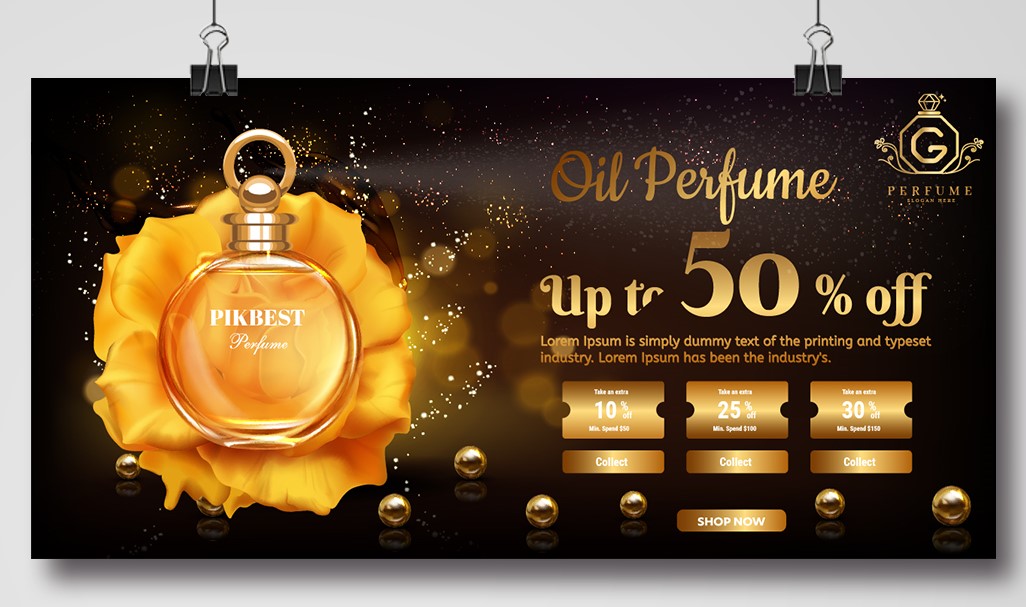 PIKBEST
Perfume
G
PERFUME
SLOGAN HERE
Oil Perfume
Up to 50 % off
Lorem Ipsum is simply dummy text of the printing and typeset
industry. Lorem Ipsum has been the industry's.
Take an extra
10 % off
Min. Spend $50
Collect
Take an extra
25 % off
Min. Spend $100
Collect
Take an extra
30 % off
Min. Spend $150
Collect
SHOP NOW